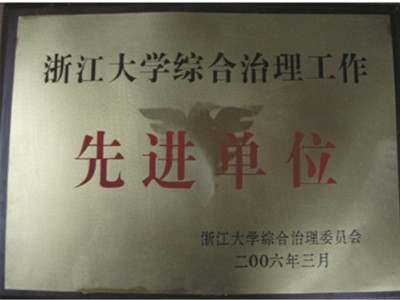 浙江大学综合治理工作
先进单位
浙江大学综合治理委员会
二00六年三月